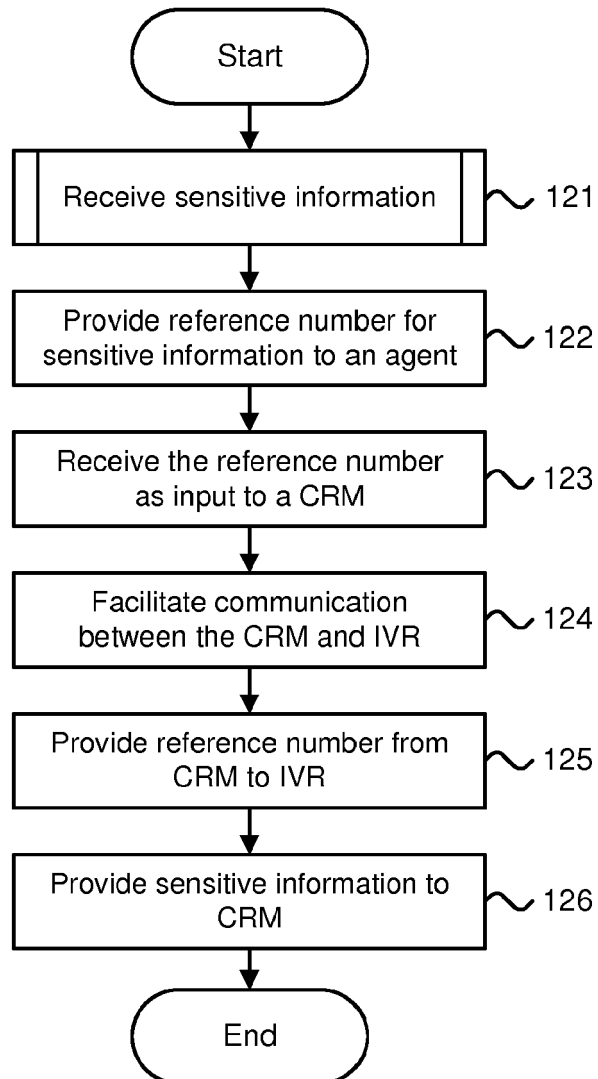 Start
Receive sensitive information
121
Provide reference number for
sensitive information to an agent
122
Receive the reference number
as input to a CRM
123
Facilitate communication
between the CRM and IVR
124
Provide reference number from
CRM to IVR
125
Provide sensitive information to
CRM
126
End